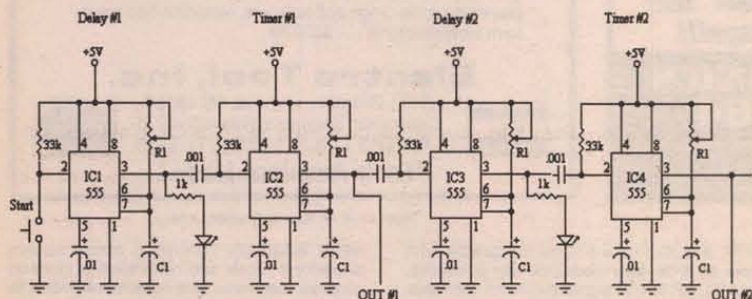 Delay #1 Timer #1 Delay #2 Timer #2
+5V +5V +5V +5V
33k 4 8 R1 33k 4 8 R1 33k 4 8 R1 33k 4 8 R1
.001 .001 .001
2 IC1 3 2 IC2 3 2 IC3 3 2 IC4 3
555 6 1k 555 6 555 6 1k 555 6
7 7 7 7
Start
5 1 5 1 5 1 5 1
+ + + + + + + +
.01 C1 .01 C1 .01 C1 .01 C1
OUT #1 OUT #2